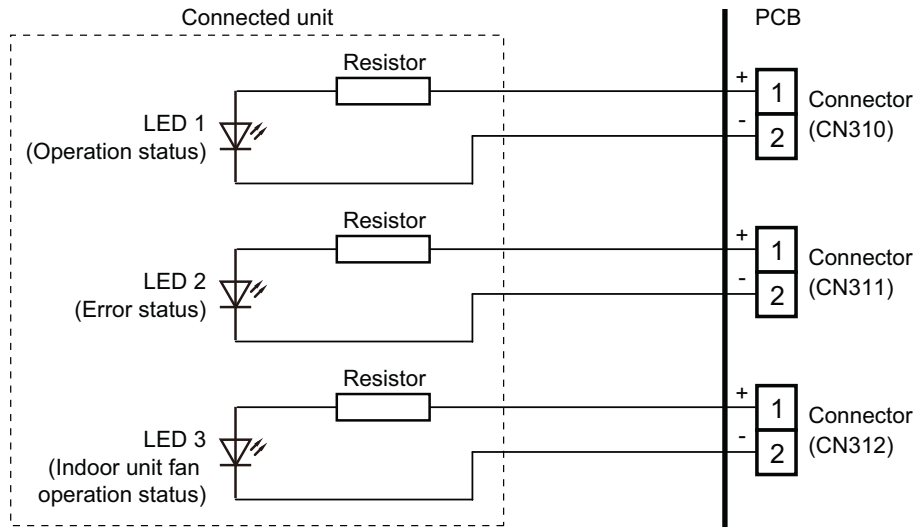 Connected unit
PCB
Resistor
LED 1
(Operation status)
+
-
1
2
Connector
(CN310)
Resistor
LED 2
(Error status)
+
-
1
2
Connector
(CN311)
Resistor
LED 3
(Indoor unit fan
operation status)
+
-
1
2
Connector
(CN312)